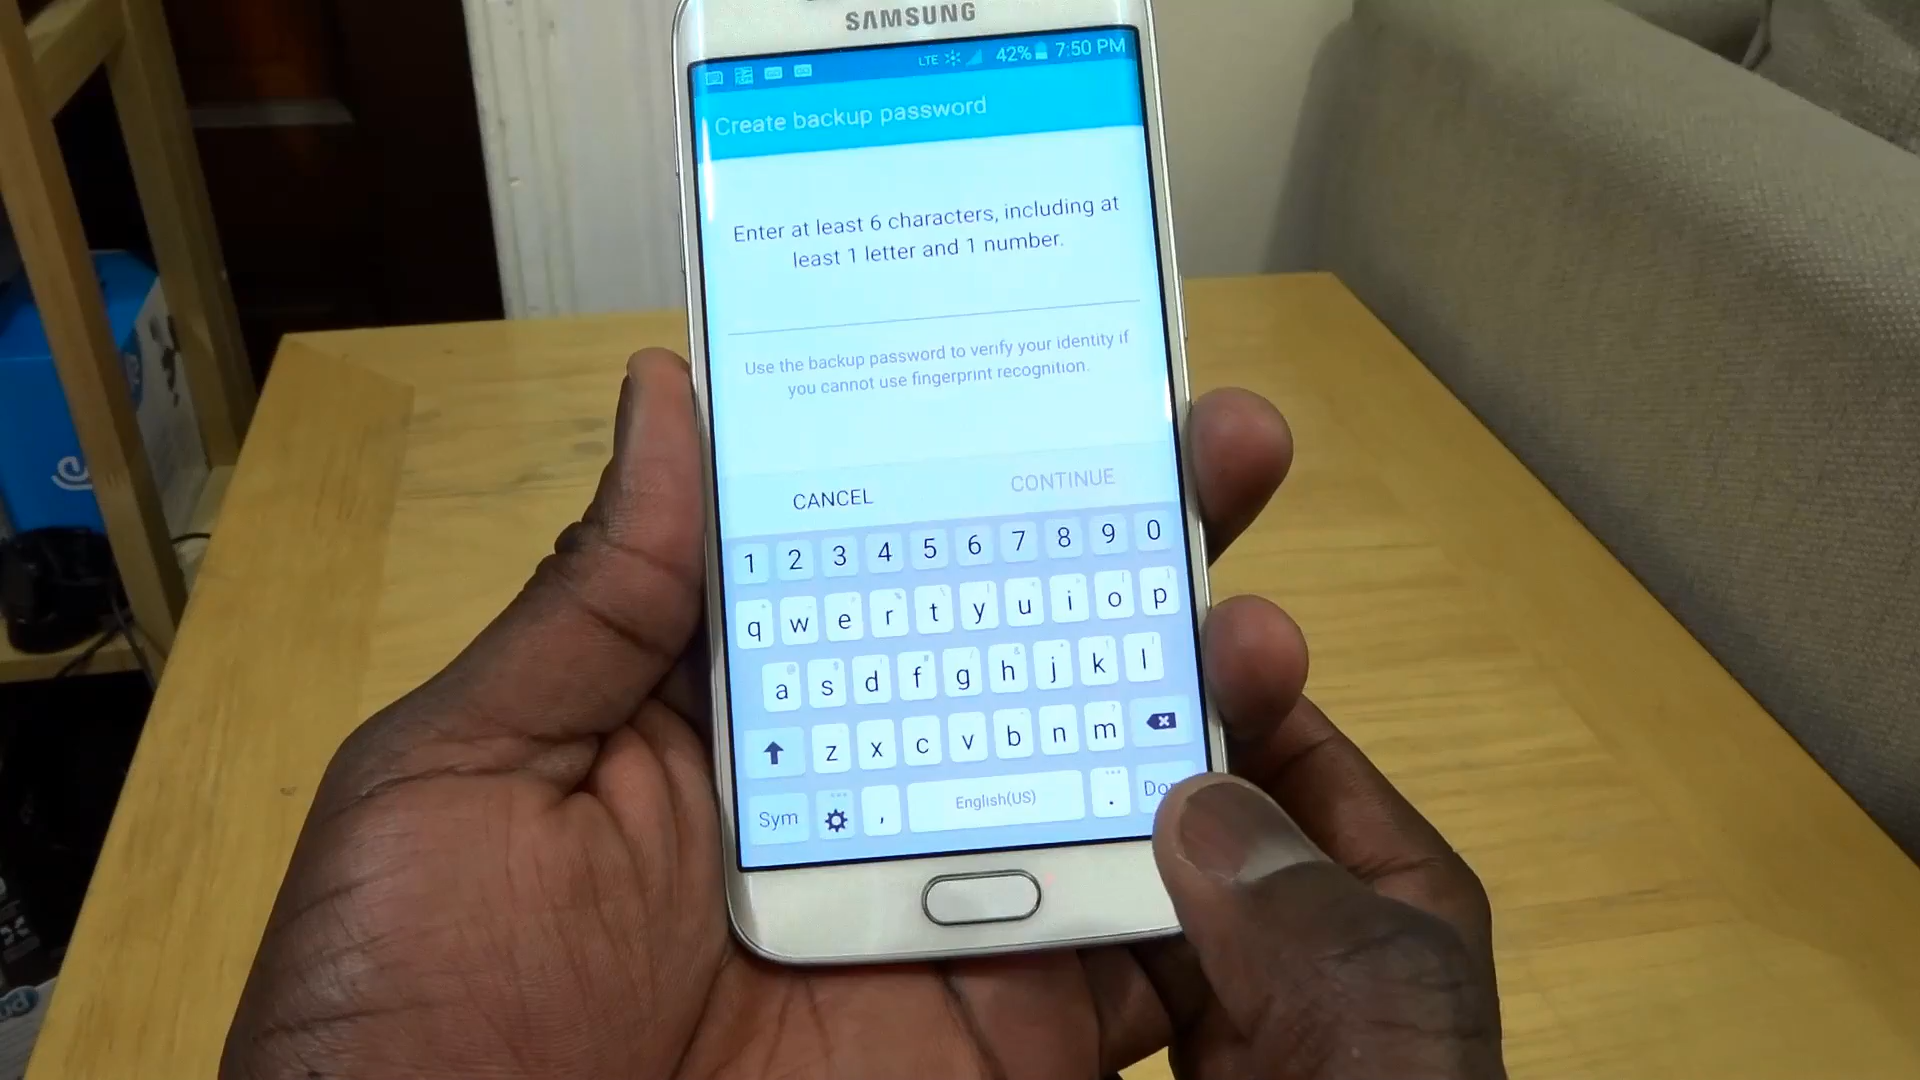 SAMSUNG
LTE 42% 7:50 PM
Create backup password
Enter at least 6 characters, including at
least 1 letter and 1 number.
Use the backup password to verify your identity if
you cannot use fingerprint recognition.
CANCEL CONTINUE
1 2 3 4 5 6 7 8 9 0
q w e r t y u i o p
a s d f g h j k l
z x c v b n m
Sym , English(US) . Do